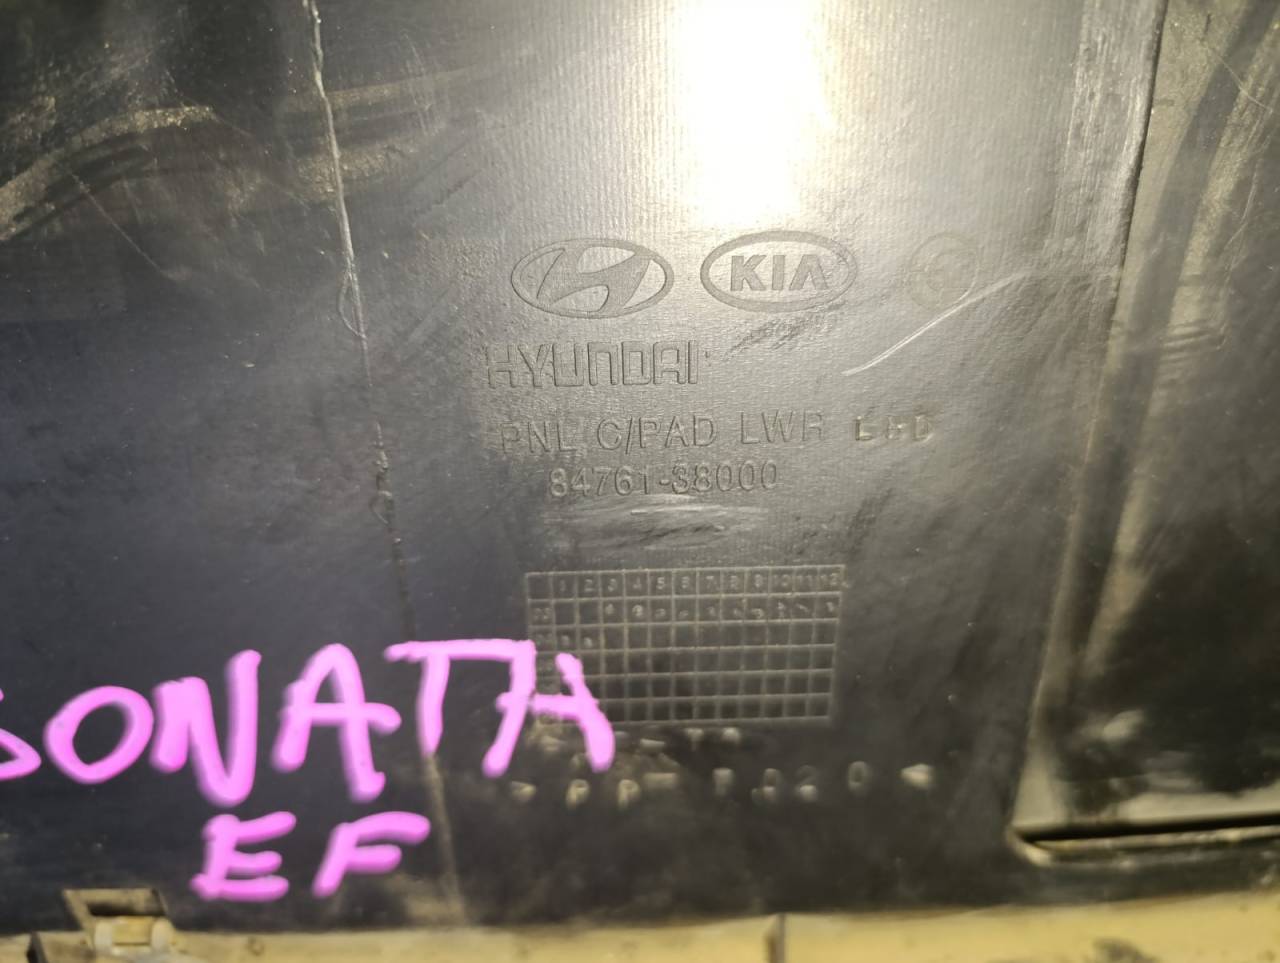 KIA
HYUNDAI
PNL C/PAD LWR LHD
84761-38000
1 2 3 4 5 6 7 8 9 10 11 12
SONATA
EF